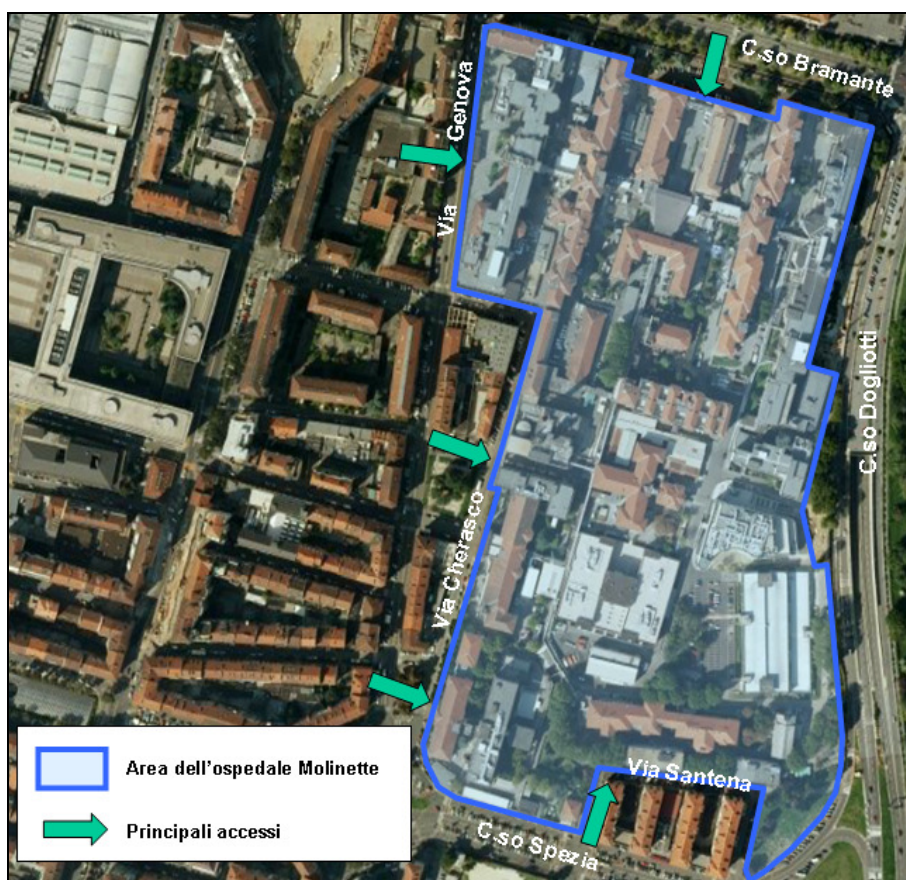 C.so Bramante
Via Genova
C.so Dogliotti
Via Cherasco
Via Santena
C.so Spezia
Area dell'ospedale Molinette
Principali accessi